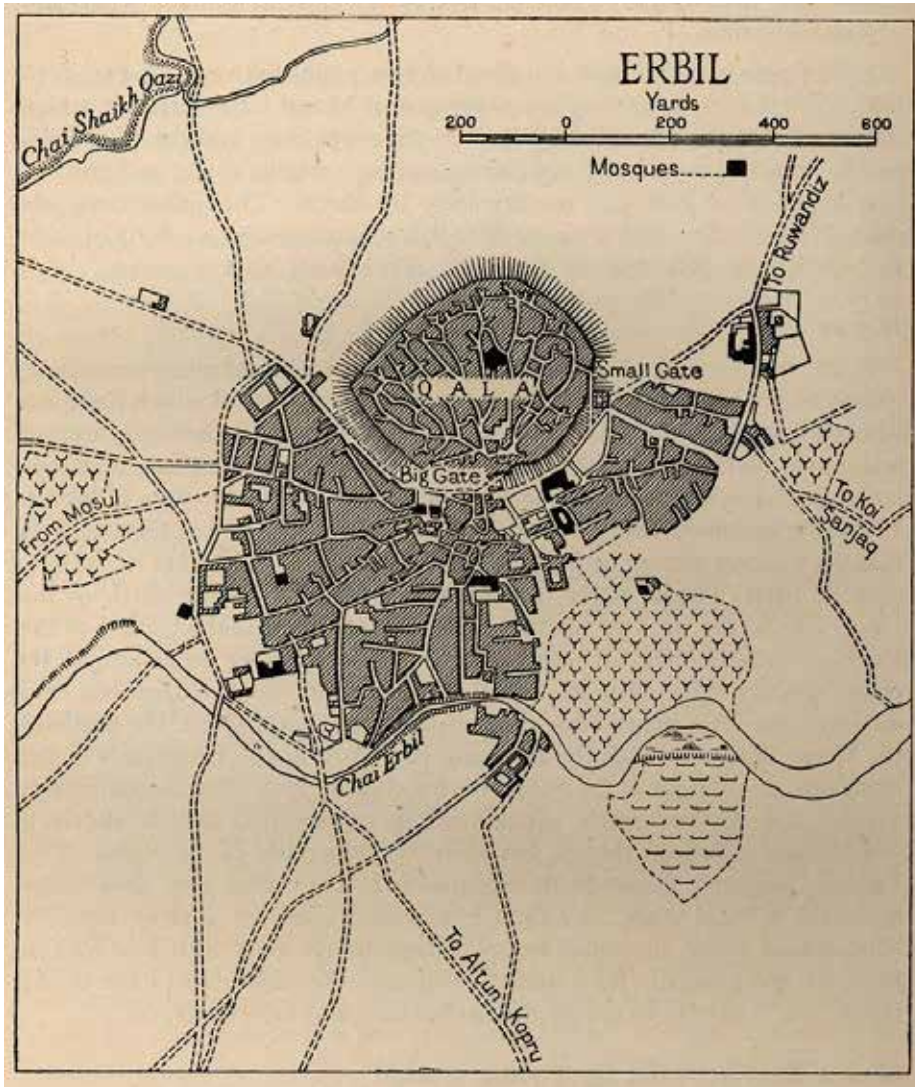 ERBIL
Yards
200 0 200 400 600
Mosques
Chai Shaikh Qazi
To Ruwandiz
QALA
Small Gate
Big Gate
From Mosul
To Koi
Sanjaq
Chai Erbil
To Altun Kopru